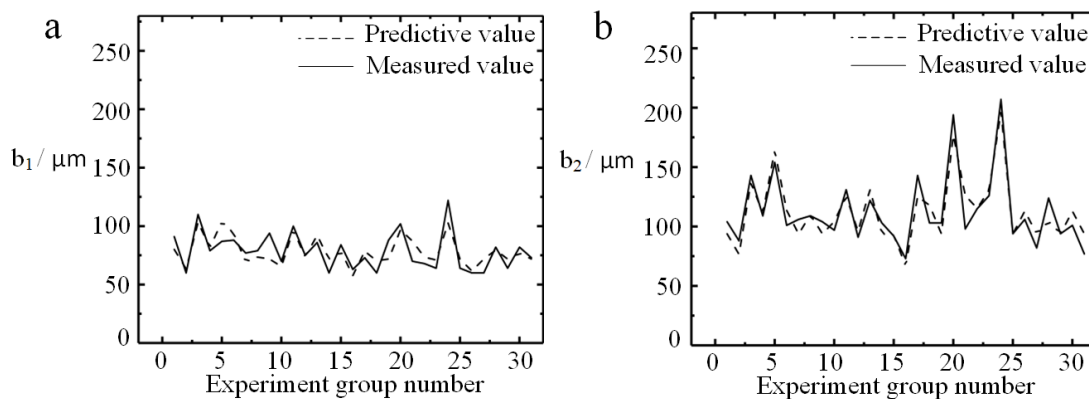 a
250
200
150
100
50
0
b₁ / μm
Predictive value
Measured value
0 5 10 15 20 25 30
Experiment group number
b
250
200
150
100
50
0
b₂ / μm
Predictive value
Measured value
0 5 10 15 20 25 30
Experiment group number